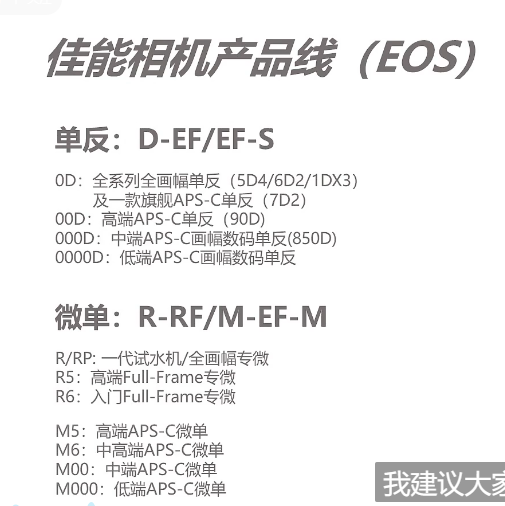 佳能相机产品线（EOS）
单反：D-EF/EF-S
0D：全系列全画幅单反（5D4/6D2/1DX3）
及一款旗舰APS-C单反（7D2）
00D：高端APS-C单反（90D）
000D：中端APS-C画幅数码单反(850D)
0000D：低端APS-C画幅数码单反
微单：R-RF/M-EF-M
R/RP: 一代试水机/全画幅专微
R5：高端Full-Frame专微
R6：入门Full-Frame专微
M5：高端APS-C微单
M6：中高端APS-C微单
M00：中端APS-C微单
M000：低端APS-C微单
我建议大家